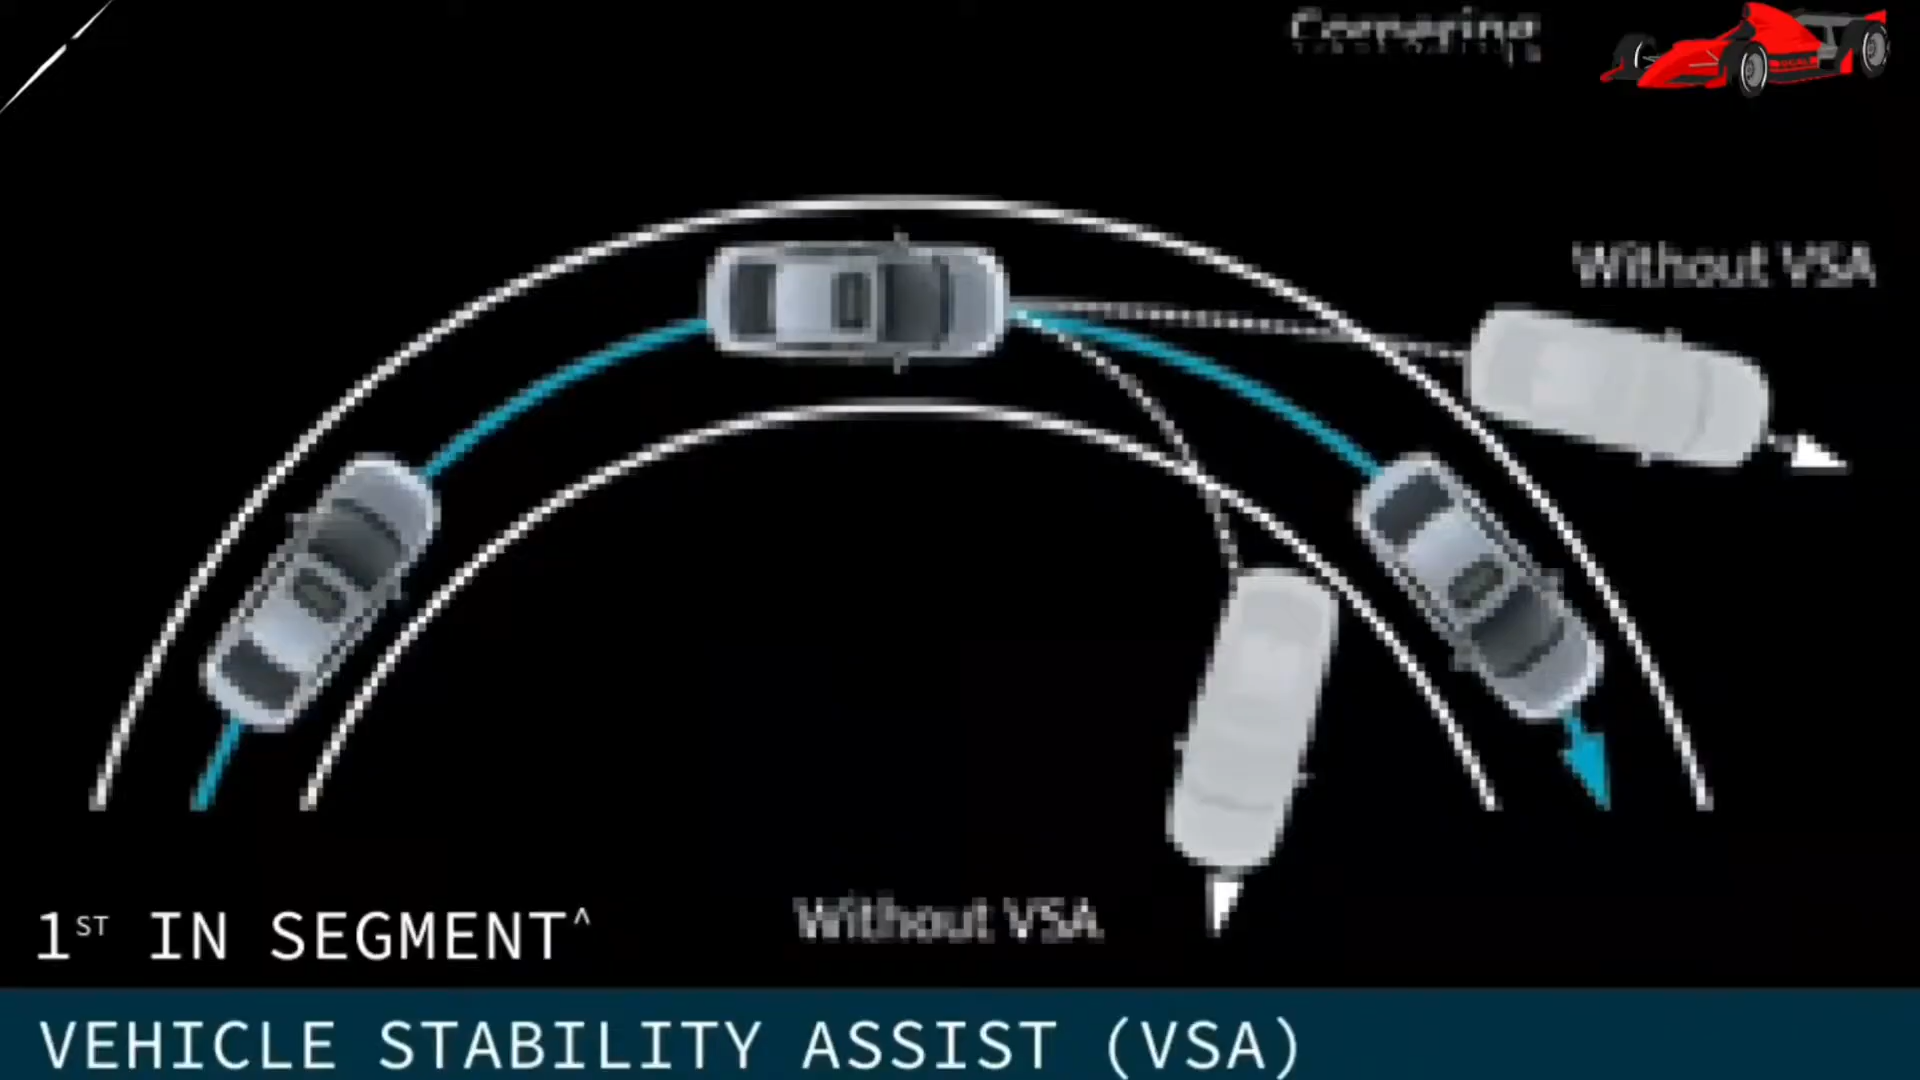 Cornering
Without VSA
Without VSA
1ST IN SEGMENT^
VEHICLE STABILITY ASSIST (VSA)